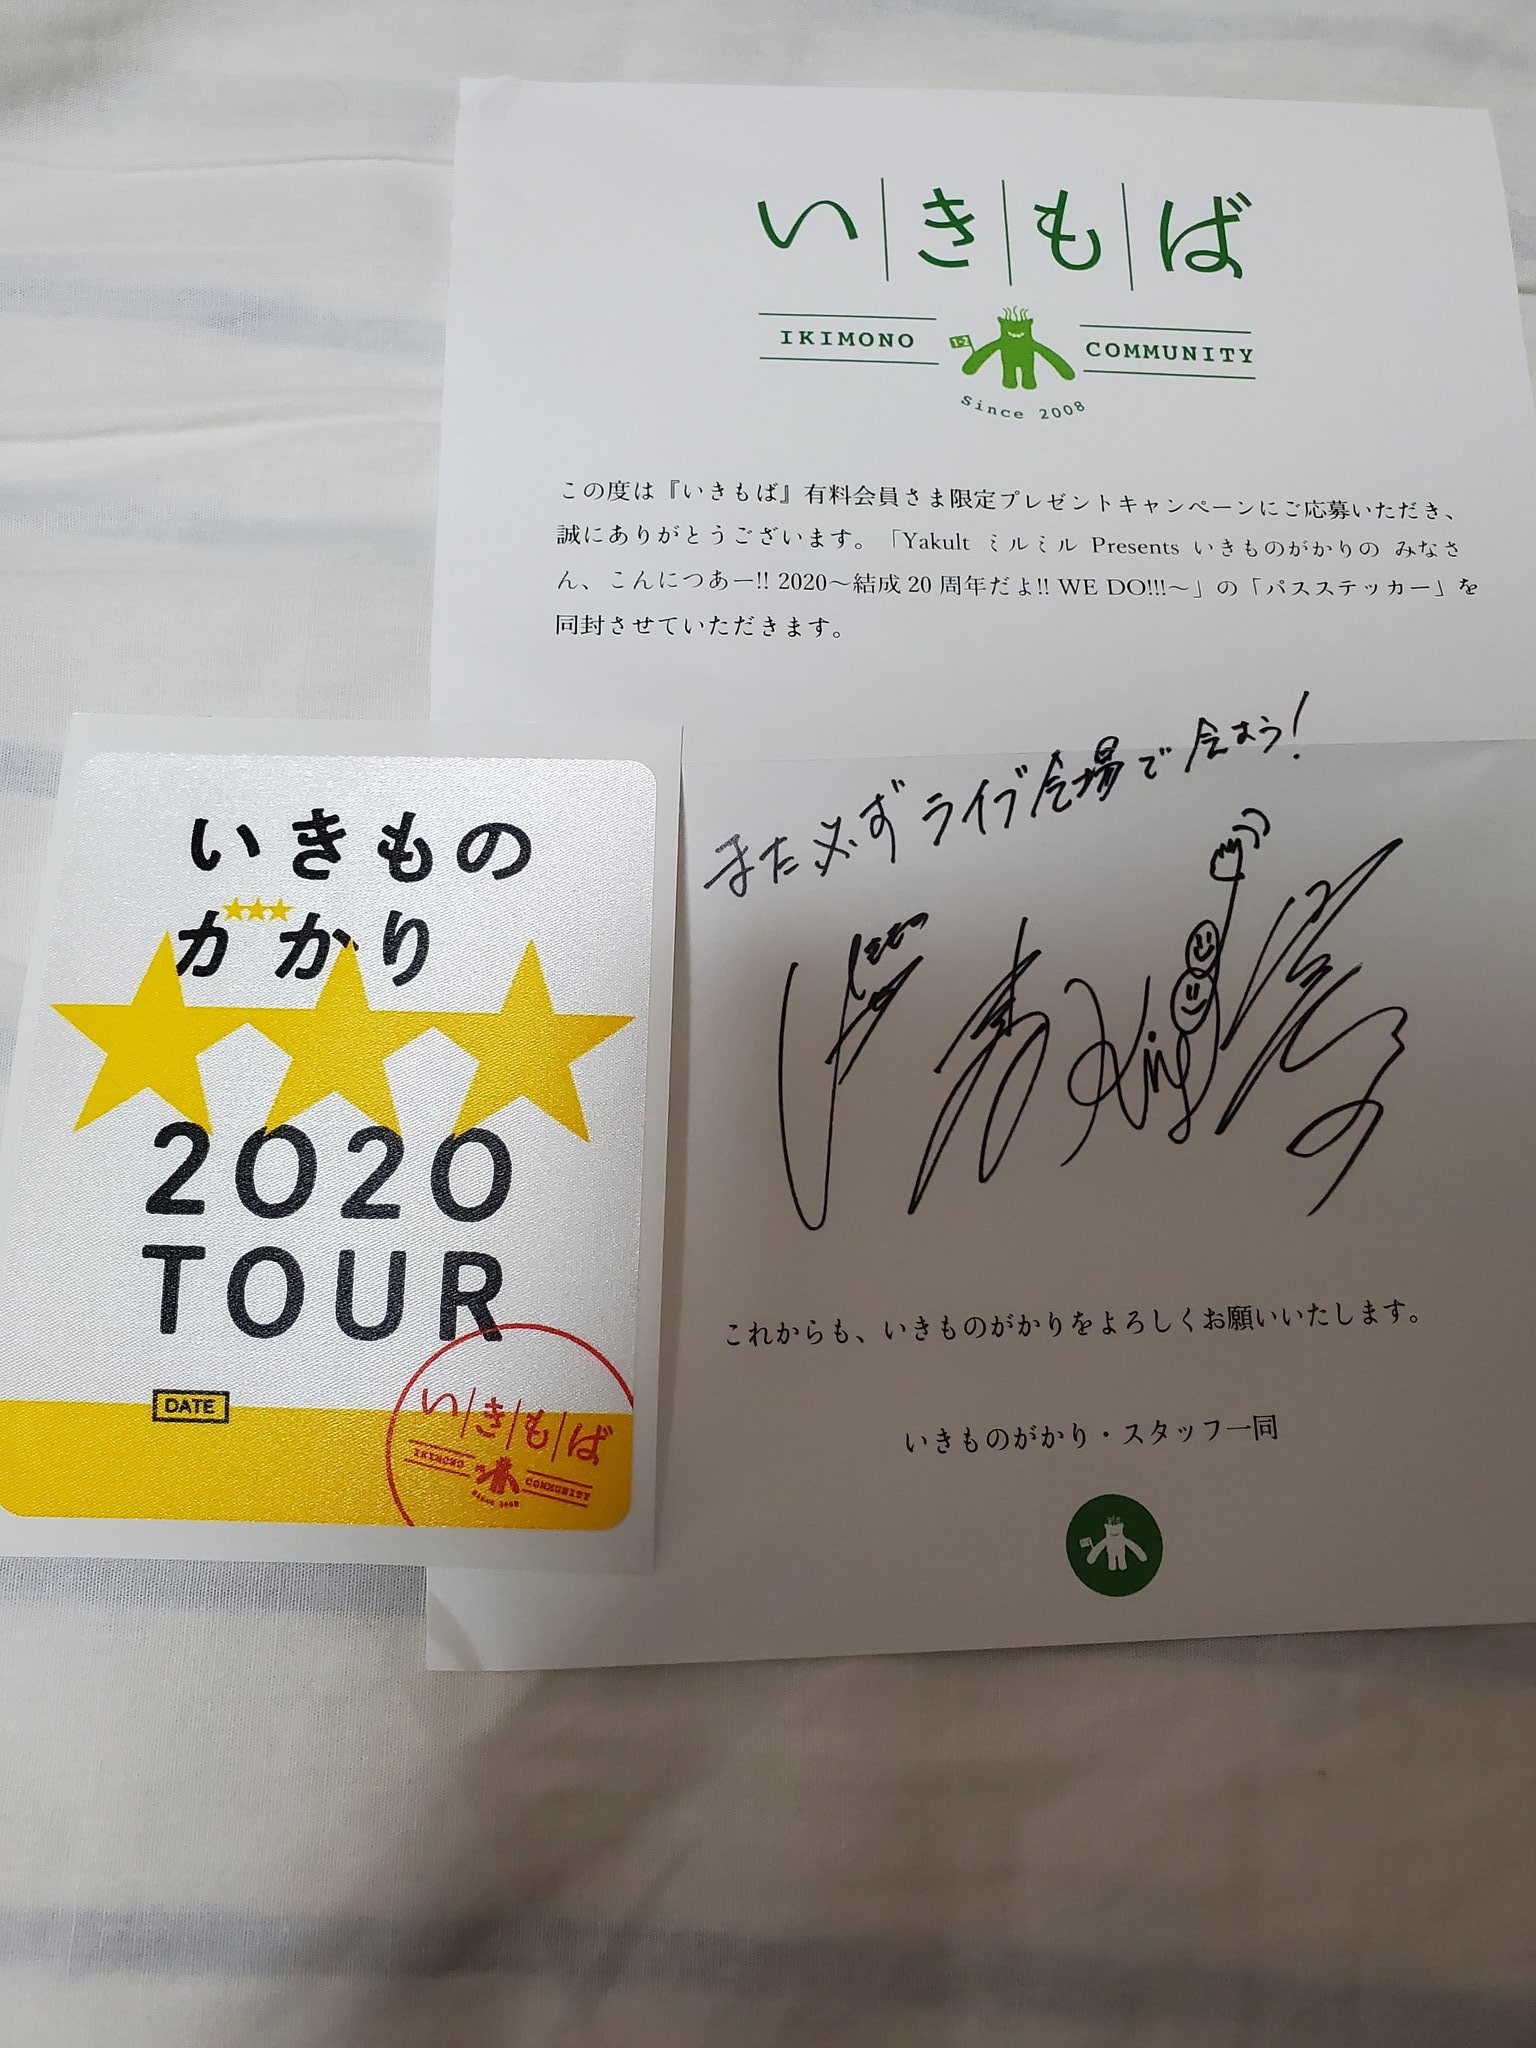 いきもば
IKIMONO COMMUNITY
Since 2008
この度は『いきもば』有料会員さま限定プレゼントキャンペーンにご応募いただき、
誠にありがとうございます。「Yakult ミルミル Presents いきものがかりの みなさ
ん、こんにつあー!! 2020〜結成20周年だよ!! WE DO!!!〜」の「パスステッカー」を
同封させていただきます。
また必ずライブ会場で会おう!
これからも、いきものがかりをよろしくお願いいたします。
いきものがかり・スタッフ一同
いきもの
がかり
2020
TOUR
DATE
いきもば
IKIMONO COMMUNITY
Since 2008